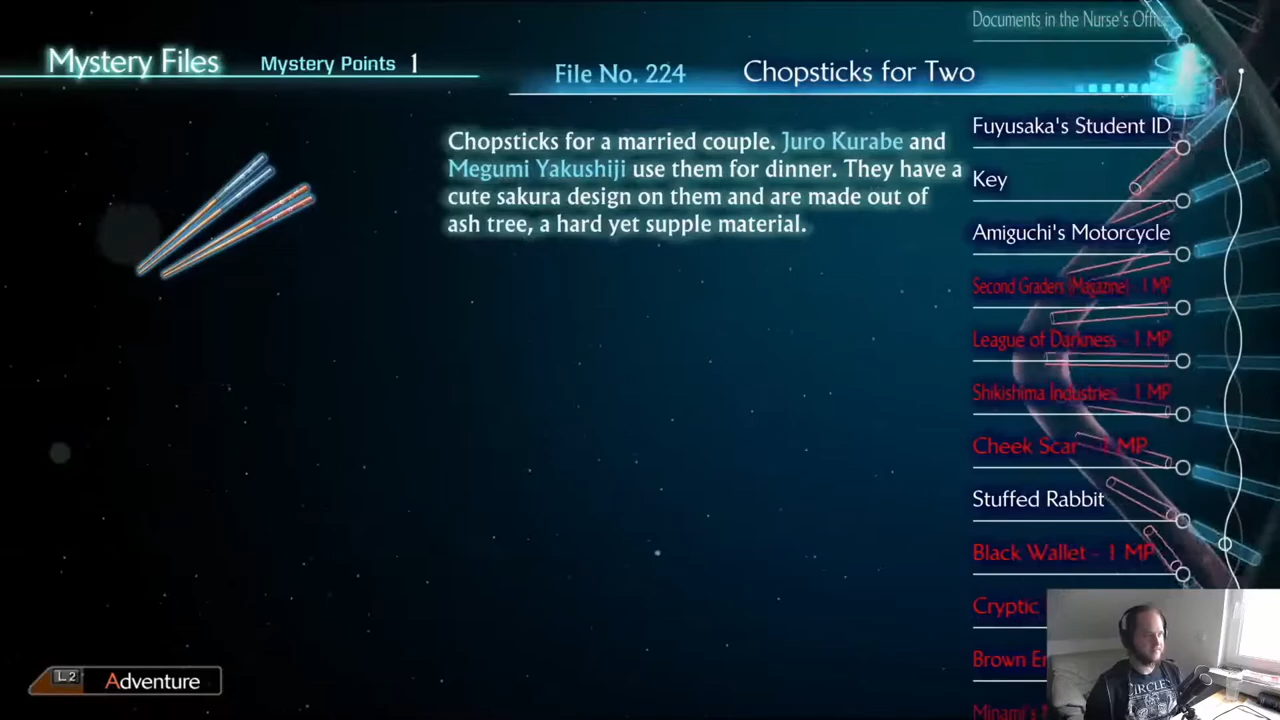 Documents in the Nurse's Office
Mystery Files
Mystery Points 1
File No. 224
Chopsticks for Two
Chopsticks for a married couple. Juro Kurabe and
Megumi Yakushiji use them for dinner. They have a
cute sakura design on them and are made out of
ash tree, a hard yet supple material.
Fuyusaka's Student ID
Key
Amiguchi's Motorcycle
Second Graders (Magazine) - 1 MP
League of Darkness - 1 MP
Shikishima Industries - 1 MP
Cheek Scar - 1 MP
Stuffed Rabbit
Black Wallet - 1 MP
Cryptic
Brown
Minami's
L2 Adventure
CIRCLES